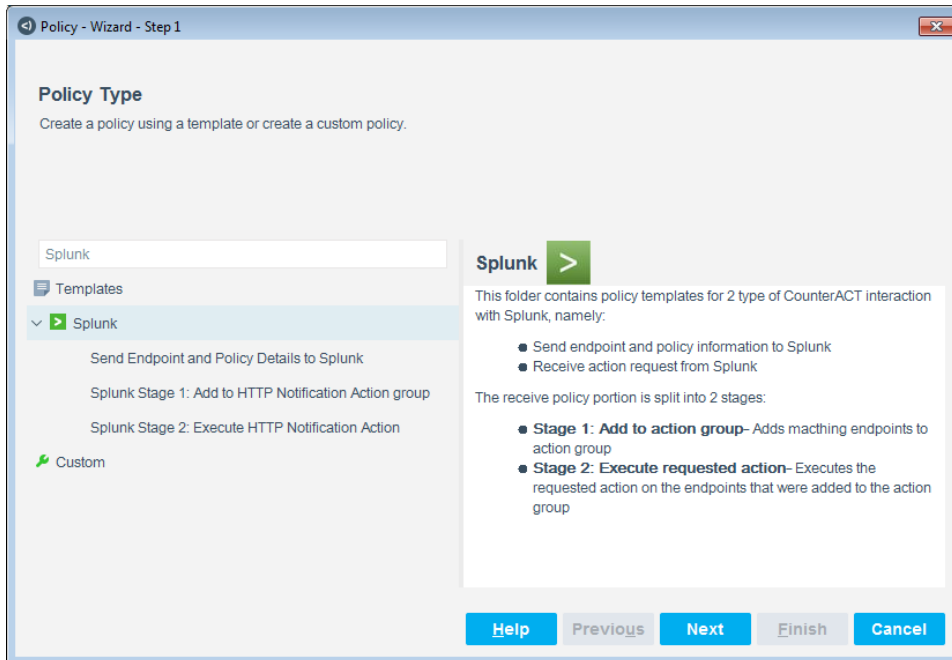 Policy - Wizard - Step 1
Policy Type
Create a policy using a template or create a custom policy.
Splunk
Templates
Splunk
Send Endpoint and Policy Details to Splunk
Splunk Stage 1: Add to HTTP Notification Action group
Splunk Stage 2: Execute HTTP Notification Action
Custom
Splunk
This folder contains policy templates for 2 type of CounterACT interaction
with Splunk, namely:
Send endpoint and policy information to Splunk
Receive action request from Splunk
The receive policy portion is split into 2 stages:
Stage 1: Add to action group– Adds macthing endpoints to
action group
Stage 2: Execute requested action– Executes the
requested action on the endpoints that were added to the action
group
Help
Previous
Next
Finish
Cancel